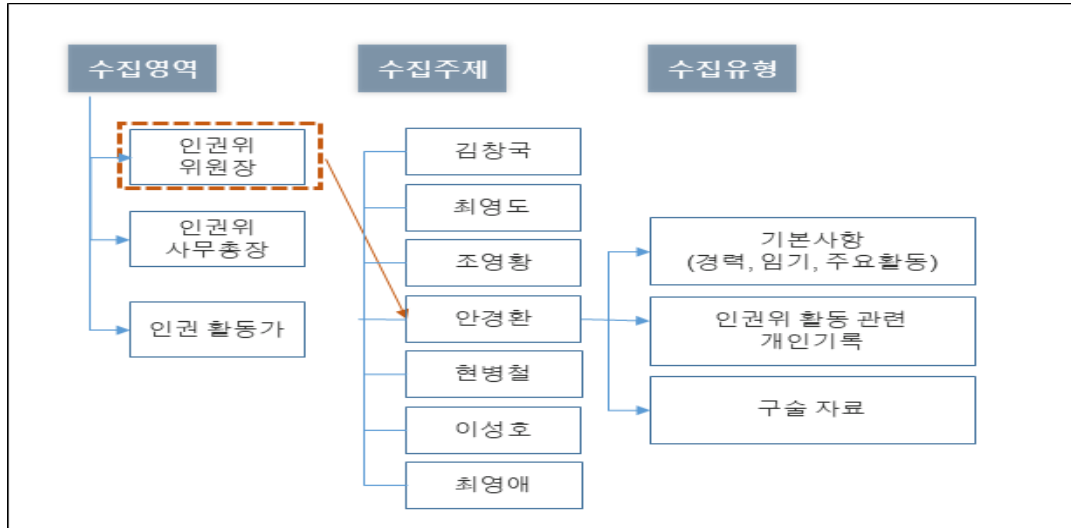 수집영역
수집주제
수집유형
인권위
위원장
인권위
사무총장
인권 활동가
김창국
최영도
조영황
안경환
현병철
이성호
최영애
기본사항
(경력, 임기, 주요활동)
인권위 활동 관련
개인기록
구술 자료